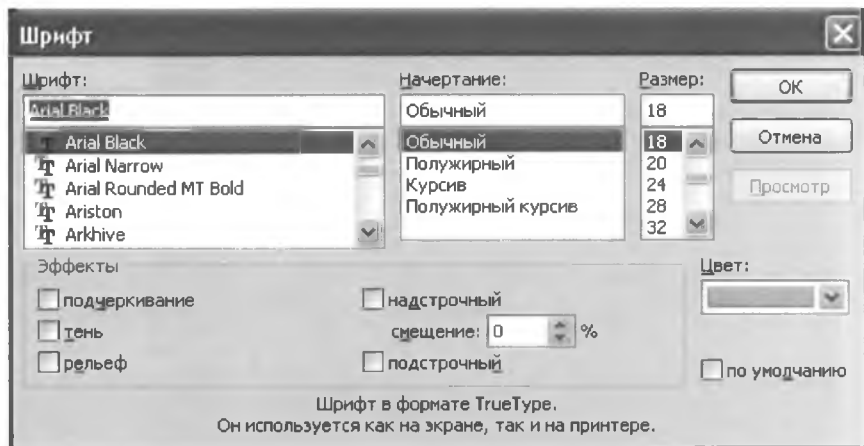 Шрифт
Шрифт: Начертание: Размер:
Arial Black Обычный 18 ОК
Arial Black Обычный 18 Отмена
Arial Narrow Полужирный 20
Arial Rounded MT Bold Курсив 24 Просмотр
Ariston Полужирный курсив 28
Arkhive 32
Эффекты Цвет:
подчеркивание надстрочный
тень смещение: 0 %
рельеф подстрочный по умолчанию
Шрифт в формате TrueType.
Он используется как на экране, так и на принтере.